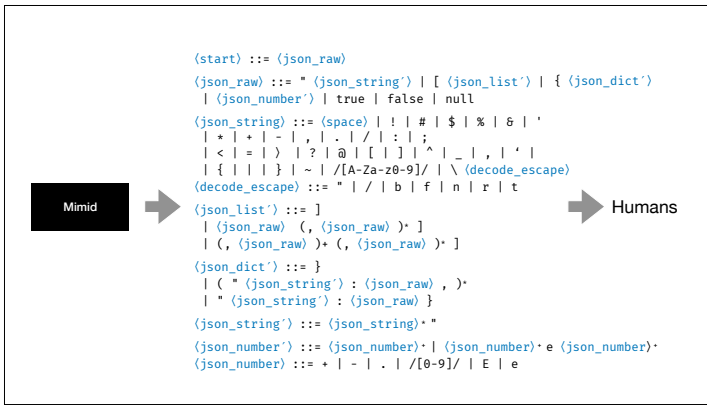 ⟨start⟩ ::= ⟨json_raw⟩
⟨json_raw⟩ ::= " ⟨json_string′⟩ | [ ⟨json_list′⟩ | { ⟨json_dict′⟩
| ⟨json_number′⟩ | true | false | null
⟨json_string⟩ ::= ⟨space⟩ | ! | # | $ | % | & | '
| * | + | - | , | . | / | : | ;
| < | = | ⟩ | ? | @ | [ | ] | ^ | _ | , | ‘ |
| { | | | } | ~ | /[A-Za-z0-9]/ | \ ⟨decode_escape⟩
⟨decode_escape⟩ ::= " | / | b | f | n | r | t
Mimid
⟨json_list′⟩ ::= ]
| ⟨json_raw⟩ (, ⟨json_raw⟩ )* ]
| (, ⟨json_raw⟩ )+ (, ⟨json_raw⟩ )* ]
Humans
⟨json_dict′⟩ ::= }
| ( " ⟨json_string′⟩ : ⟨json_raw⟩ , )*
| " ⟨json_string′⟩ : ⟨json_raw⟩ }
⟨json_string′⟩ ::= ⟨json_string⟩* "
⟨json_number′⟩ ::= ⟨json_number⟩⁺ | ⟨json_number⟩⁺ e ⟨json_number⟩⁺
⟨json_number⟩ ::= + | - | . | /[0-9]/ | E | e